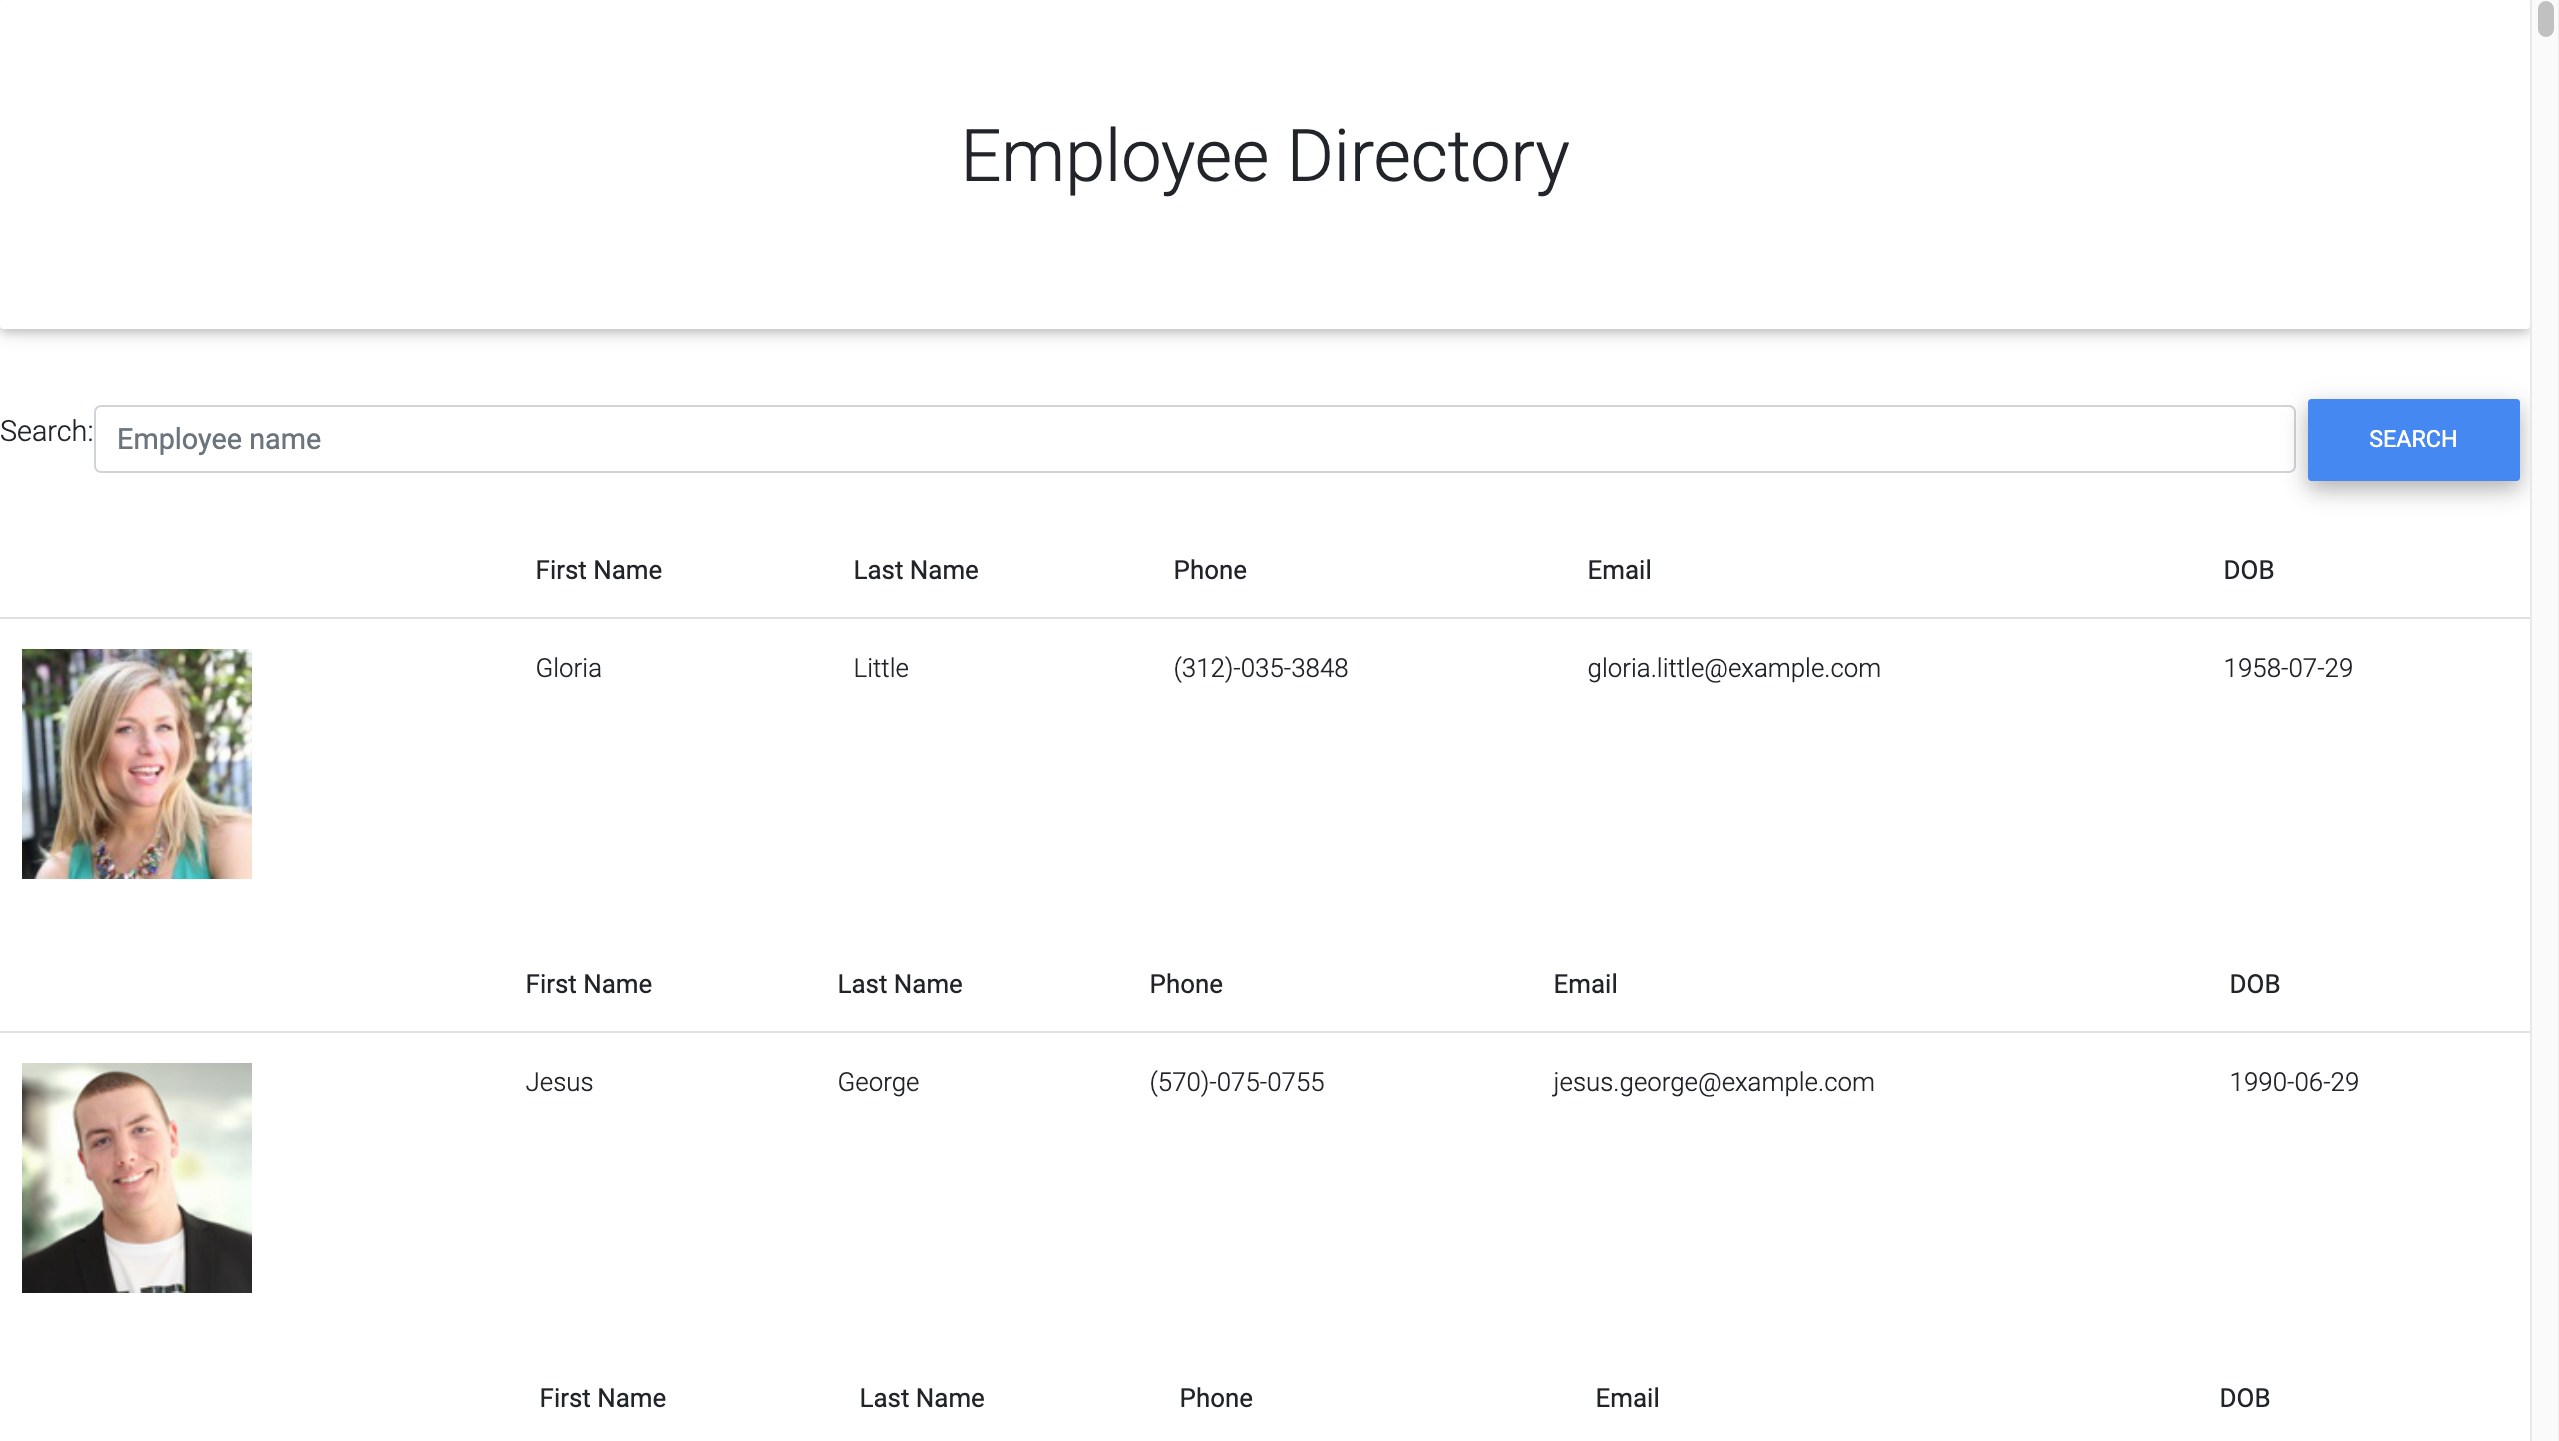 Employee Directory
Search: Employee name SEARCH
First Name Last Name Phone Email DOB
Gloria Little (312)-035-3848 gloria.little@example.com 1958-07-29
First Name Last Name Phone Email DOB
Jesus George (570)-075-0755 jesus.george@example.com 1990-06-29
First Name Last Name Phone Email DOB